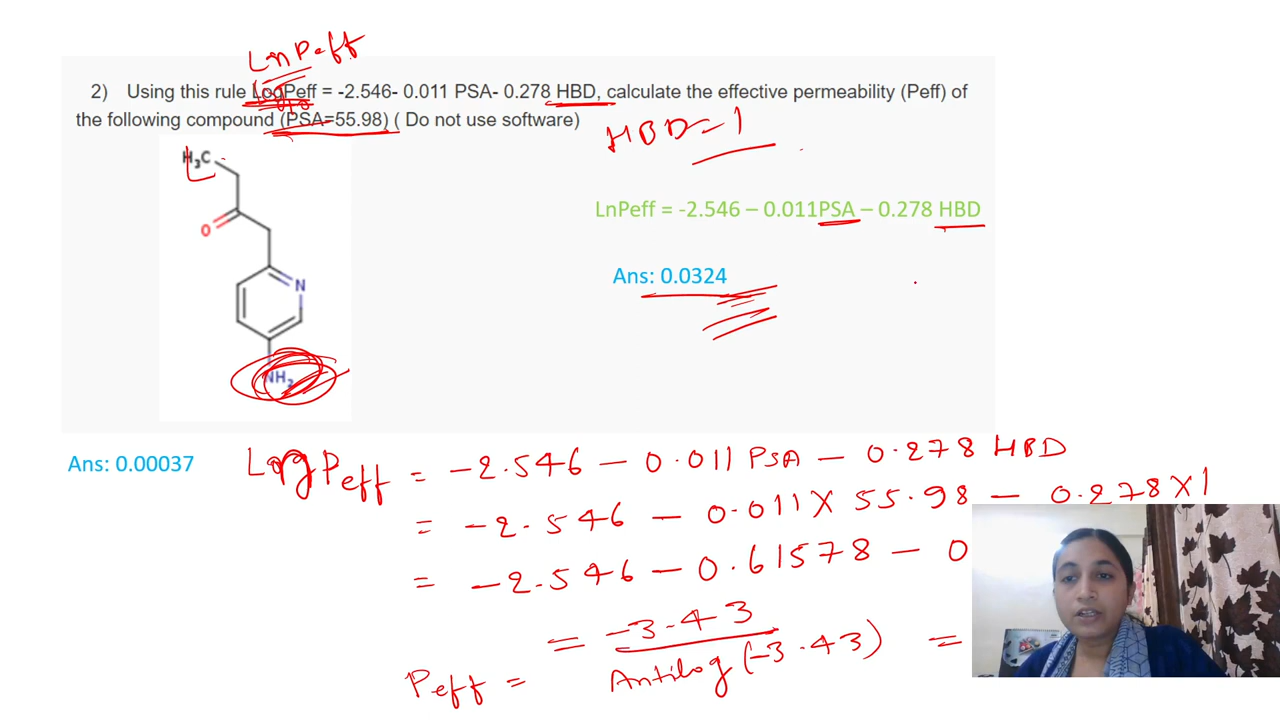 LnPeff
2) Using this rule LogPeff = -2.546- 0.011 PSA- 0.278 HBD, calculate the effective permeability (Peff) of
the following compound (PSA=55.98) ( Do not use software)
HBD=1
H₃C
LnPeff = -2.546 – 0.011PSA – 0.278 HBD
O
Ans: 0.0324
N
NH₂
Ans: 0.00037
LogPeff = -2.546 - 0.011 PSA - 0.278 HBD
= -2.546 - 0.011 X 55.98 - 0.278X1
= -2.546 - 0.61578 - 0
= -3.43
Peff = Antilog(-3.43) =